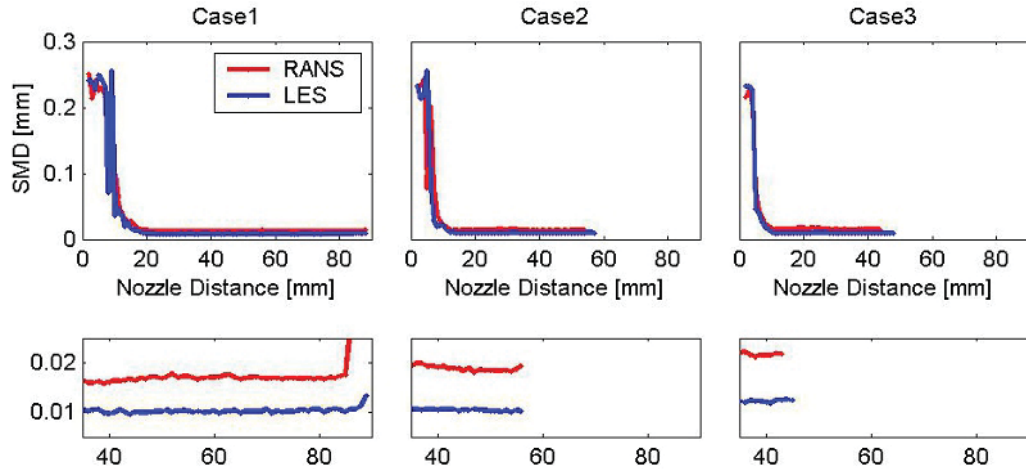 Case1 Case2 Case3
0.3
RANS
LES
0.2
SMD [mm]
0.1
0
0 20 40 60 80 0 20 40 60 80 0 20 40 60 80
Nozzle Distance [mm] Nozzle Distance [mm] Nozzle Distance [mm]
0.02
0.01
40 60 80 40 60 80 40 60 80